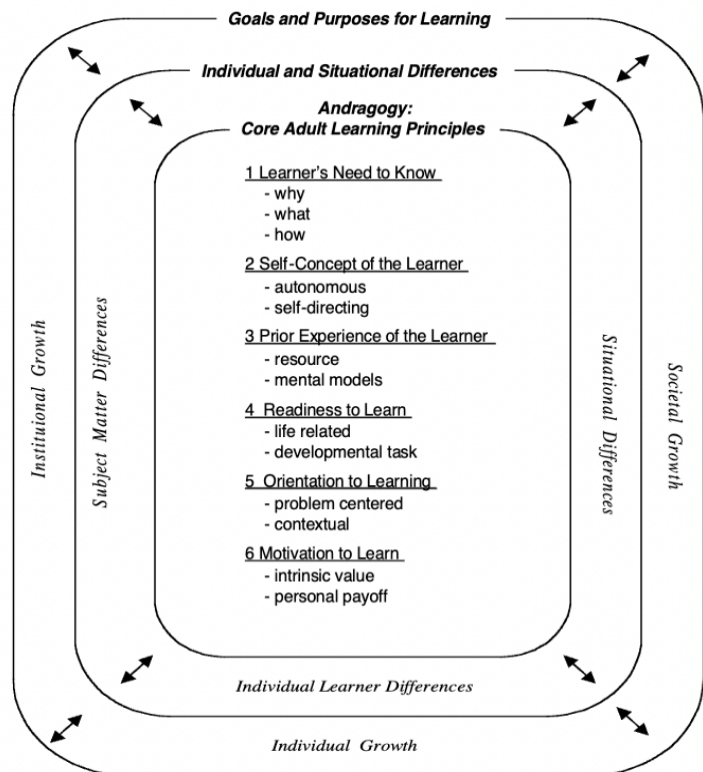 Goals and Purposes for Learning
Individual and Situational Differences
Andragogy:
Core Adult Learning Principles
1 Learner's Need to Know
- why
- what
- how
2 Self-Concept of the Learner
- autonomous
- self-directing
3 Prior Experience of the Learner
- resource
- mental models
4 Readiness to Learn
- life related
- developmental task
5 Orientation to Learning
- problem centered
- contextual
6 Motivation to Learn
- intrinsic value
- personal payoff
Instituional Growth
Subject Matter Differences
Situational Differences
Societal Growth
Individual Learner Differences
Individual Growth